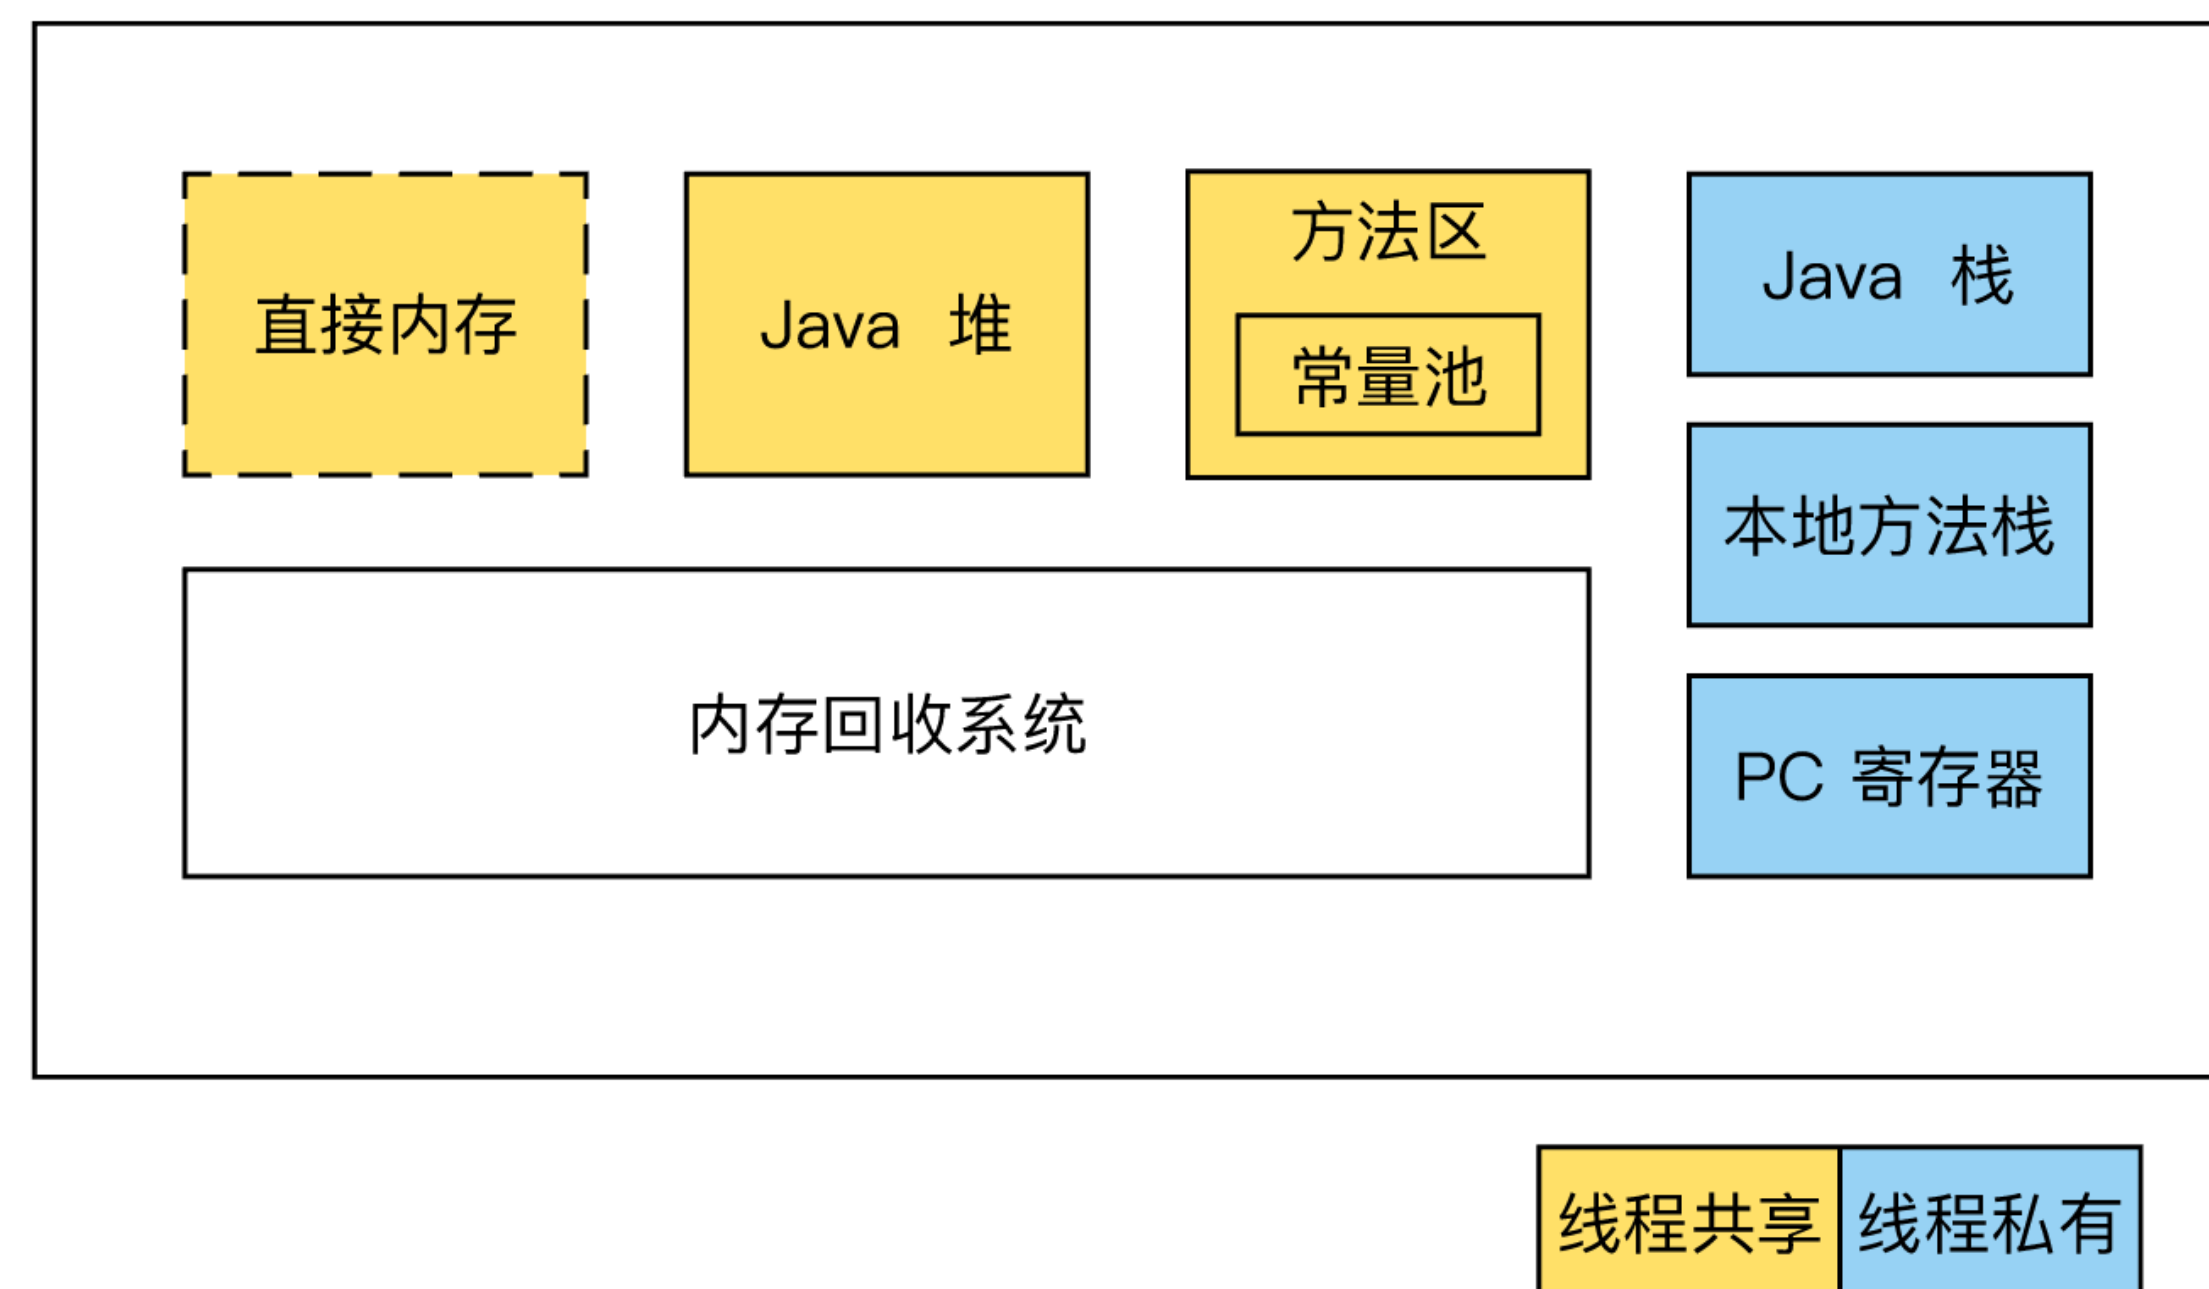 直接内存
Java 堆
方法区
常量池
Java 栈
本地方法栈
内存回收系统
PC 寄存器
线程共享
线程私有